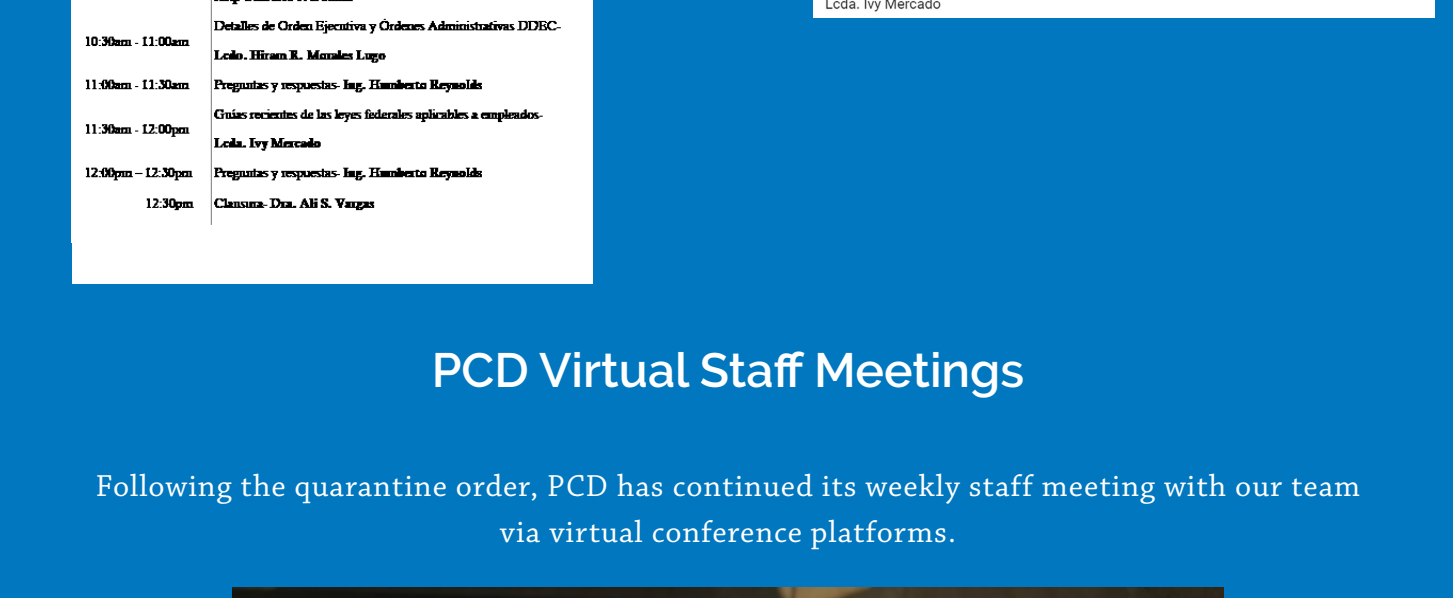 Lcda. Ivy Mercado
Detalles de Orden Ejecutiva y Órdenes Administrativas DDEC-
10:30am - 11:00am
Lcdo. Hiram R. Morales Lugo
11:00am - 11:30am Preguntas y respuestas- Ing. Humberto Reynolds
Guías recientes de las leyes federales aplicables a empleados-
11:30am - 12:00pm
Lcda. Ivy Mercado
12:00pm – 12:30pm Preguntas y respuestas- Ing. Humberto Reynolds
12:30pm Clausura- Dra. Ali S. Vargas
PCD Virtual Staff Meetings
Following the quarantine order, PCD has continued its weekly staff meeting with our team
via virtual conference platforms.